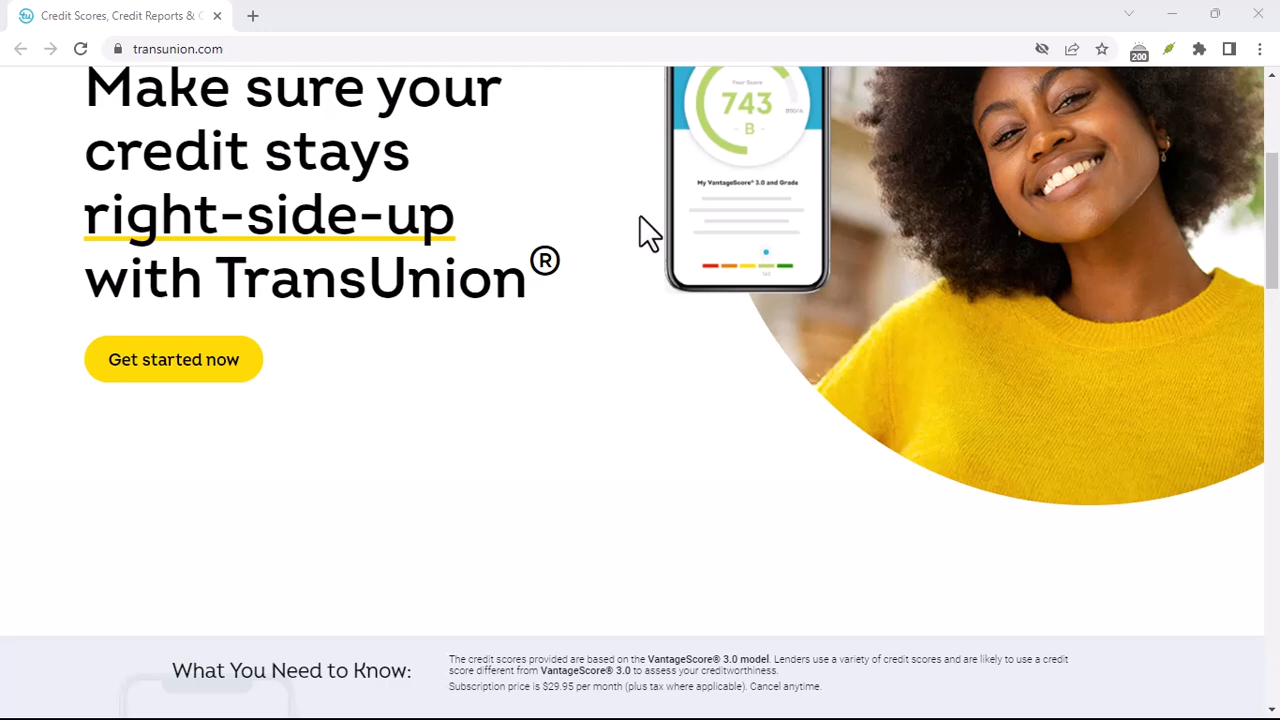 Credit Scores, Credit Reports &
transunion.com
200
Make sure your
credit stays
right-side-up
with TransUnion®
Get started now
Your Score
743
B
My VantageScore® 3.0 and Grade
What You Need to Know:
The credit scores provided are based on the VantageScore® 3.0 model. Lenders use a variety of credit scores and are likely to use a credit
score different from VantageScore® 3.0 to assess your creditworthiness.
Subscription price is $29.95 per month (plus tax where applicable). Cancel anytime.